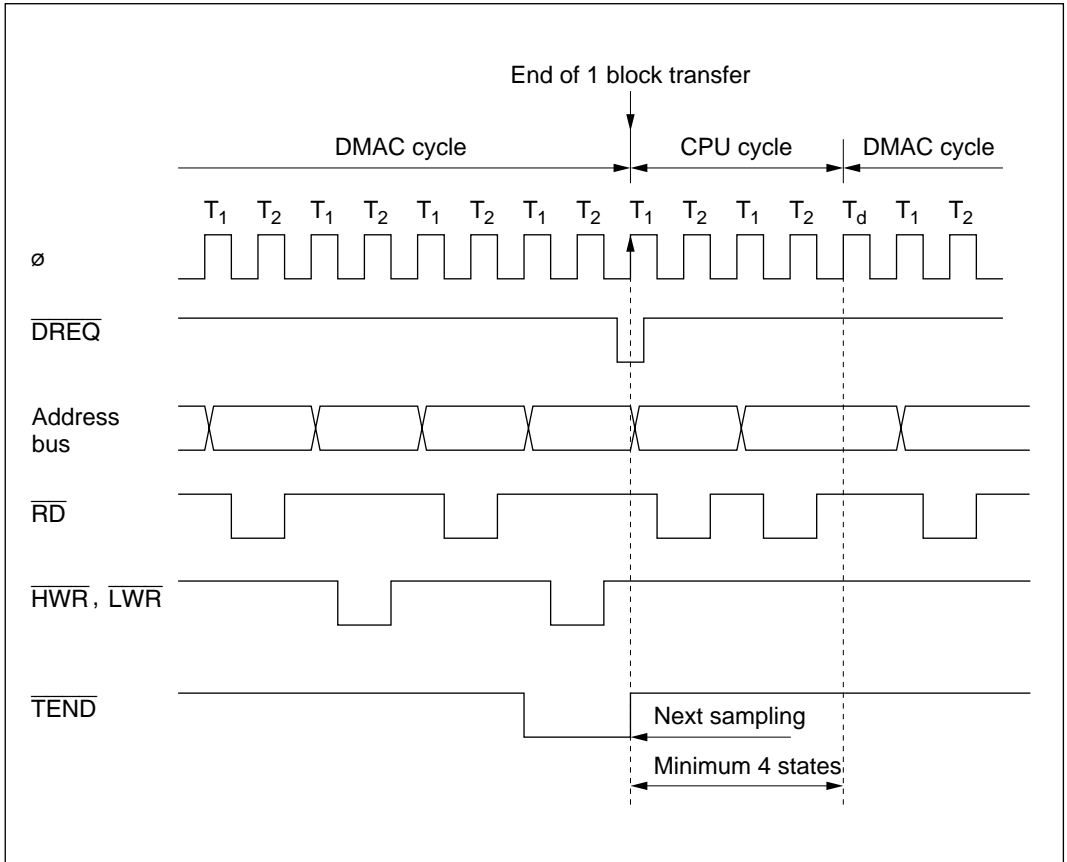 End of 1 block transfer
DMAC cycle CPU cycle DMAC cycle
T1 T2 T1 T2 T1 T2 T1 T2 T1 T2 T1 T2 Td T1 T2
ø
DREQ
Address
bus
RD
HWR, LWR
TEND
Next sampling
Minimum 4 states